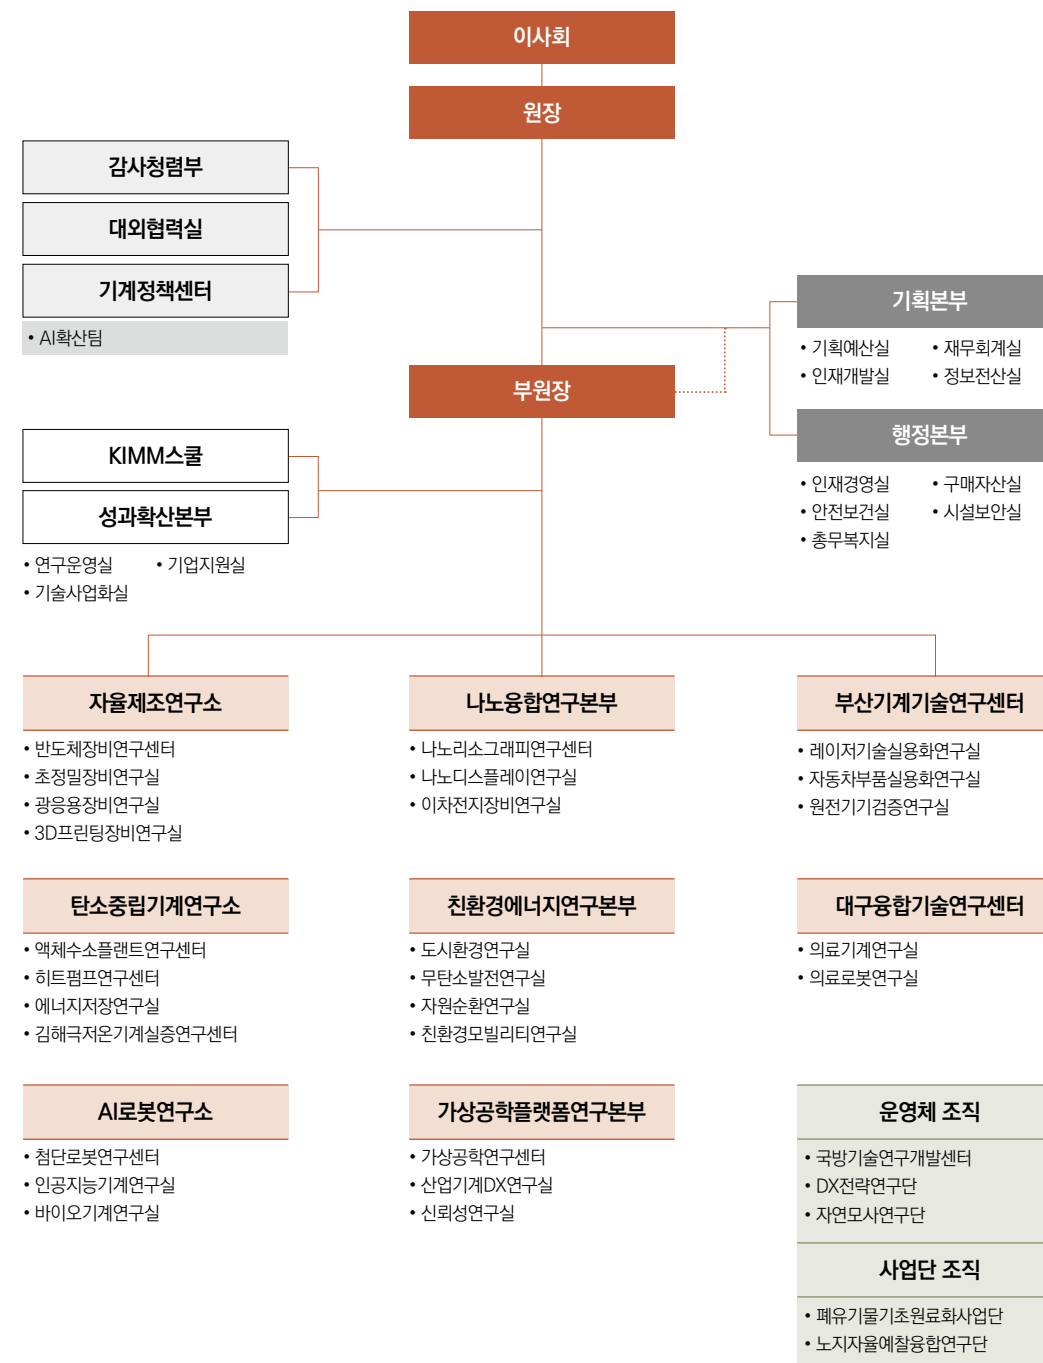 이사회
원장
감사청렴부
대외협력실
기계정책센터
• AI확산팀
기획본부
• 기획예산실 • 재무회계실
• 인재개발실 • 정보전산실
부원장
행정본부
• 인재경영실 • 구매자산실
• 안전보건실 • 시설보안실
• 총무복지실
KIMM스쿨
성과확산본부
• 연구운영실 • 기업지원실
• 기술사업화실
자율제조연구소
• 반도체장비연구센터
• 초정밀장비연구실
• 광응용장비연구실
• 3D프린팅장비연구실
나노융합연구본부
• 나노리소그래피연구센터
• 나노디스플레이연구실
• 이차전지장비연구실
부산기계기술연구센터
• 레이저기술실용화연구실
• 자동차부품실용화연구실
• 원전기기검증연구실
탄소중립기계연구소
• 액체수소플랜트연구센터
• 히트펌프연구센터
• 에너지저장연구실
• 김해극저온기계실증연구센터
친환경에너지연구본부
• 도시환경연구실
• 무탄소발전연구실
• 자원순환연구실
• 친환경모빌리티연구실
대구융합기술연구센터
• 의료기계연구실
• 의료로봇연구실
AI로봇연구소
• 첨단로봇연구센터
• 인공지능기계연구실
• 바이오기계연구실
가상공학플랫폼연구본부
• 가상공학연구센터
• 산업기계DX연구실
• 신뢰성연구실
운영체 조직
• 국방기술연구개발센터
• DX전략연구단
• 자연모사연구단
사업단 조직
• 폐유기물기초원료화사업단
• 노지자율예찰융합연구단